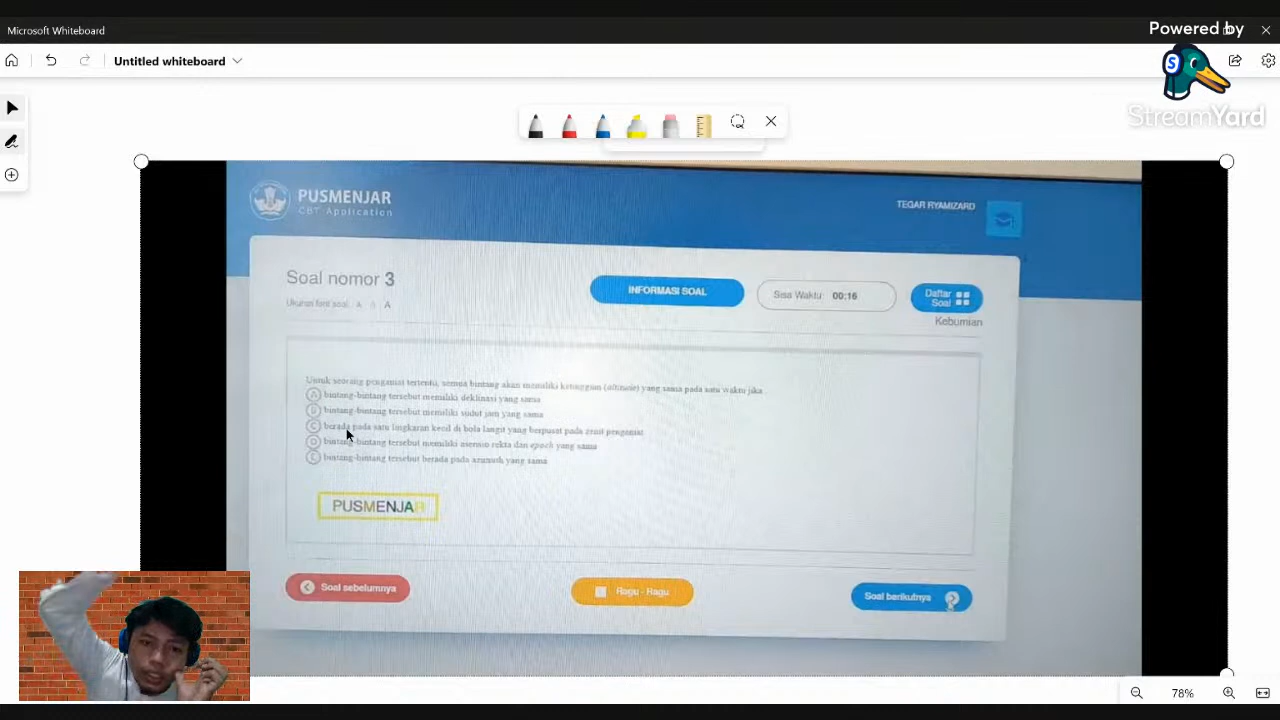 Microsoft Whiteboard
Powered by
Untitled whiteboard
S
StreamYard
PUSMENJAR
CBT Application
TEGAR RYAMIZARD
Soal nomor 3
INFORMASI SOAL
Sisa Waktu: 00:16
Daftar
Soal
Ukuran font soal: A A A
Kebumian
Untuk seorang pengamat tertentu, semua bintang akan memiliki ketinggian (altitude) yang sama pada satu waktu jika
A bintang-bintang tersebut memiliki deklinasi yang sama
B bintang-bintang tersebut memiliki sudut jam yang sama
C berada pada satu lingkaran kecil di bola langit yang berpusat pada zenit pengamat
D bintang-bintang tersebut memiliki asensio rekta dan epoch yang sama
E bintang-bintang tersebut berada pada azimuth yang sama
PUSMENJAR
Soal sebelumnya
Ragu - Ragu
Soal berikutnya
78%